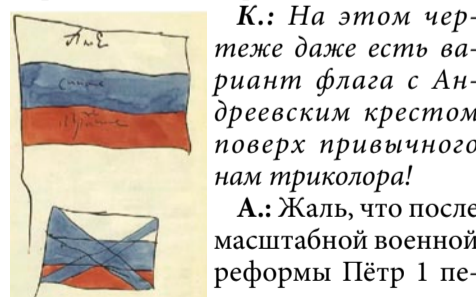 К.: На этом чер-
теже даже есть ва-
риант флага с Ан-
дреевским крестом
поверх привычного
нам триколора!
А.: Жаль, что после
масштабной военной
реформы Пётр 1 пе-